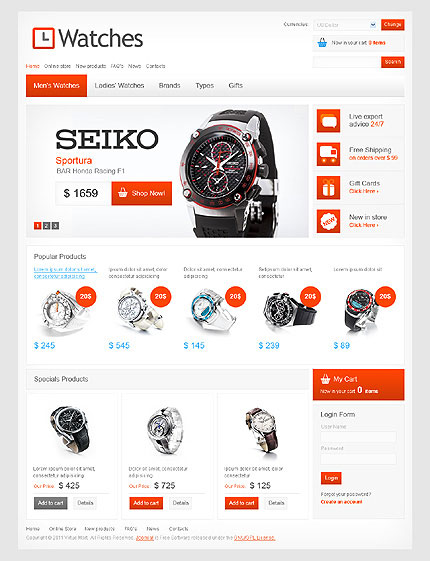 Watches
Currencies:
US Dollar
Change
Now in your cart 0 items
Search
Home Online store New products FAQ's News Contacts
Men's Watches Ladies' Watches Brands Types Gifts
SEIKO
Sportura
BAR Honda Racing F1
$ 1659
Shop Now!
1 2 3
Live expert
advice 24/7
Free Shipping
on orders over $ 99
Gift Cards
Click Here
NEW
New in store
Click Here
Popular Products
Lorem ipsum dolor sit amet,
consectetur adipisicing
Ipsum dolor sit amet,
consectetur adipisicing
Dolor sit amet, consectetur
adipisicing
Sed ipsum dolor, amet,
consectetur
Lorem ipsum dolor sit
20$ 20$ 20$ 20$ 20$
$ 245 $ 545 $ 145 $ 239 $ 89
Specials Products
Lorem ipsum dolor sit amet,
consectetur adipisicing
Our Price: $ 425
Add to cart Details
Dolor sit amet, consectetur
adipisicing
Our Price: $ 725
Add to cart Details
Ipsum dolor sit amet,
consectetur adipisicing
Our Price: $ 125
Add to cart Details
My Cart
Now in your cart 0 items
Login Form
User Name
Password
Login
Forgot your password?
Create an account
Home Online Store New products FAQ's News Contacts
Copyright © 2011 Virtue Mart. All Rights Reserved. Joomla! is Free Software released under the GNU/GPL License.